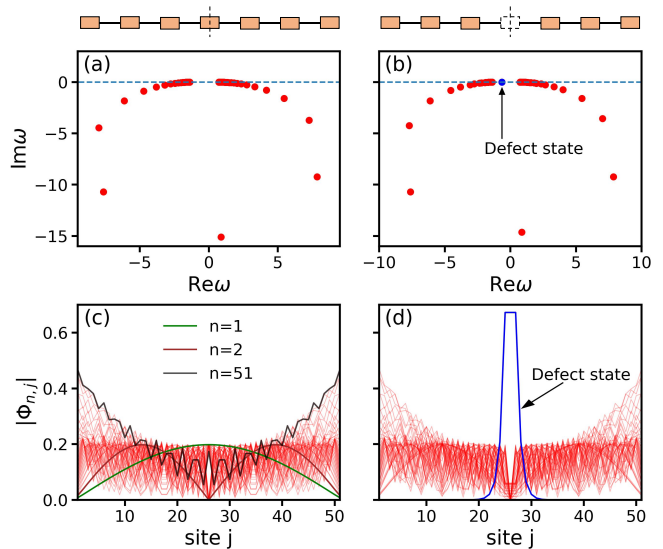 (a)
(b)
Imω
0
−5
−10
−15
Defect state
−5
0
5
Reω
−10
−5
0
5
10
Reω
(c)
(d)
|Φn,j|
0.6
0.4
0.2
0.0
n=1
n=2
n=51
Defect state
10
20
30
40
50
site j
10
20
30
40
50
site j